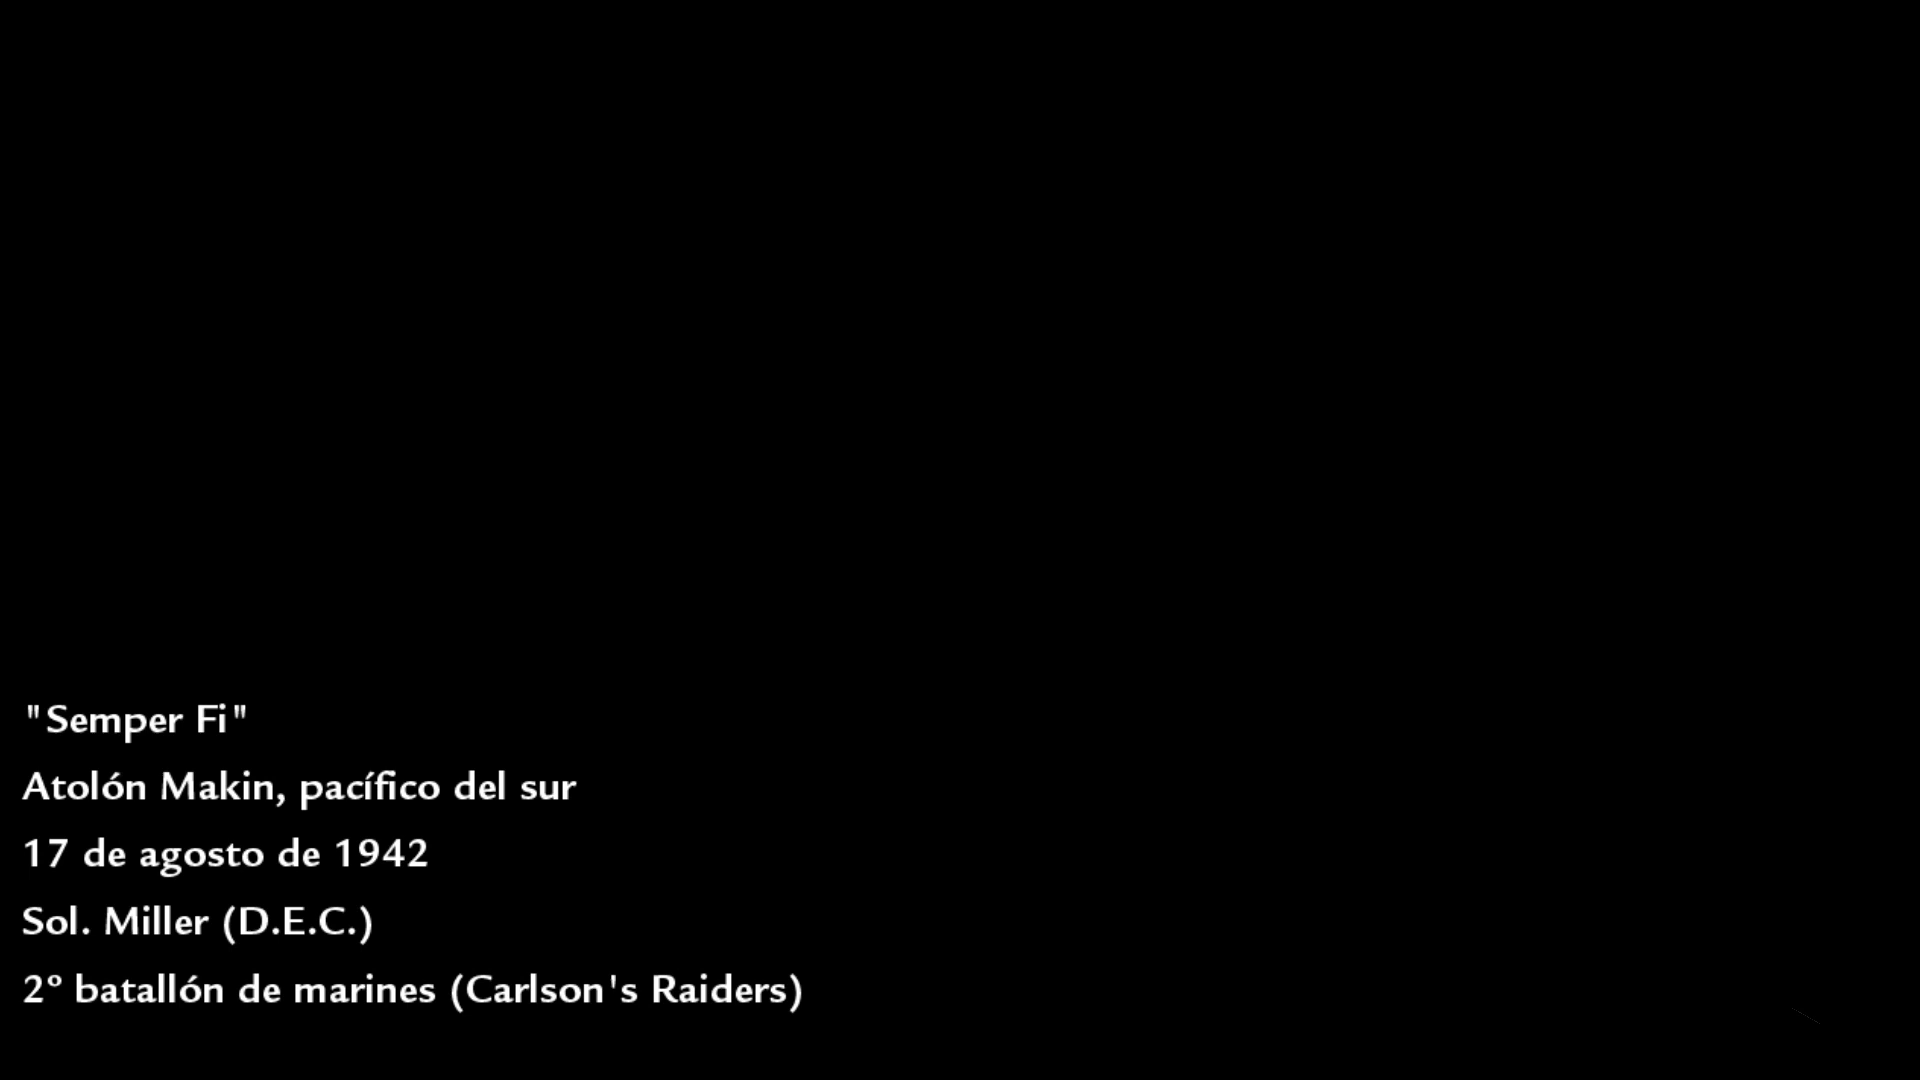 "Semper Fi"
Atolón Makin, pacífico del sur
17 de agosto de 1942
Sol. Miller (D.E.C.)
2º batallón de marines (Carlson's Raiders)